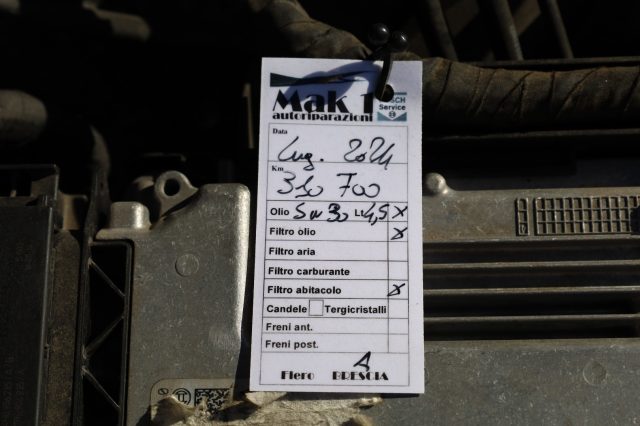 Mak 1
BOSCH
Service
autoriparazioni
Data
Lug. 2024
Km
310 700
Olio 5W30 Lt 4,5 X
Filtro olio X
Filtro aria
Filtro carburante
Filtro abitacolo X
Candele Tergicristalli
Freni ant.
Freni post.
A
Flero BRESCIA